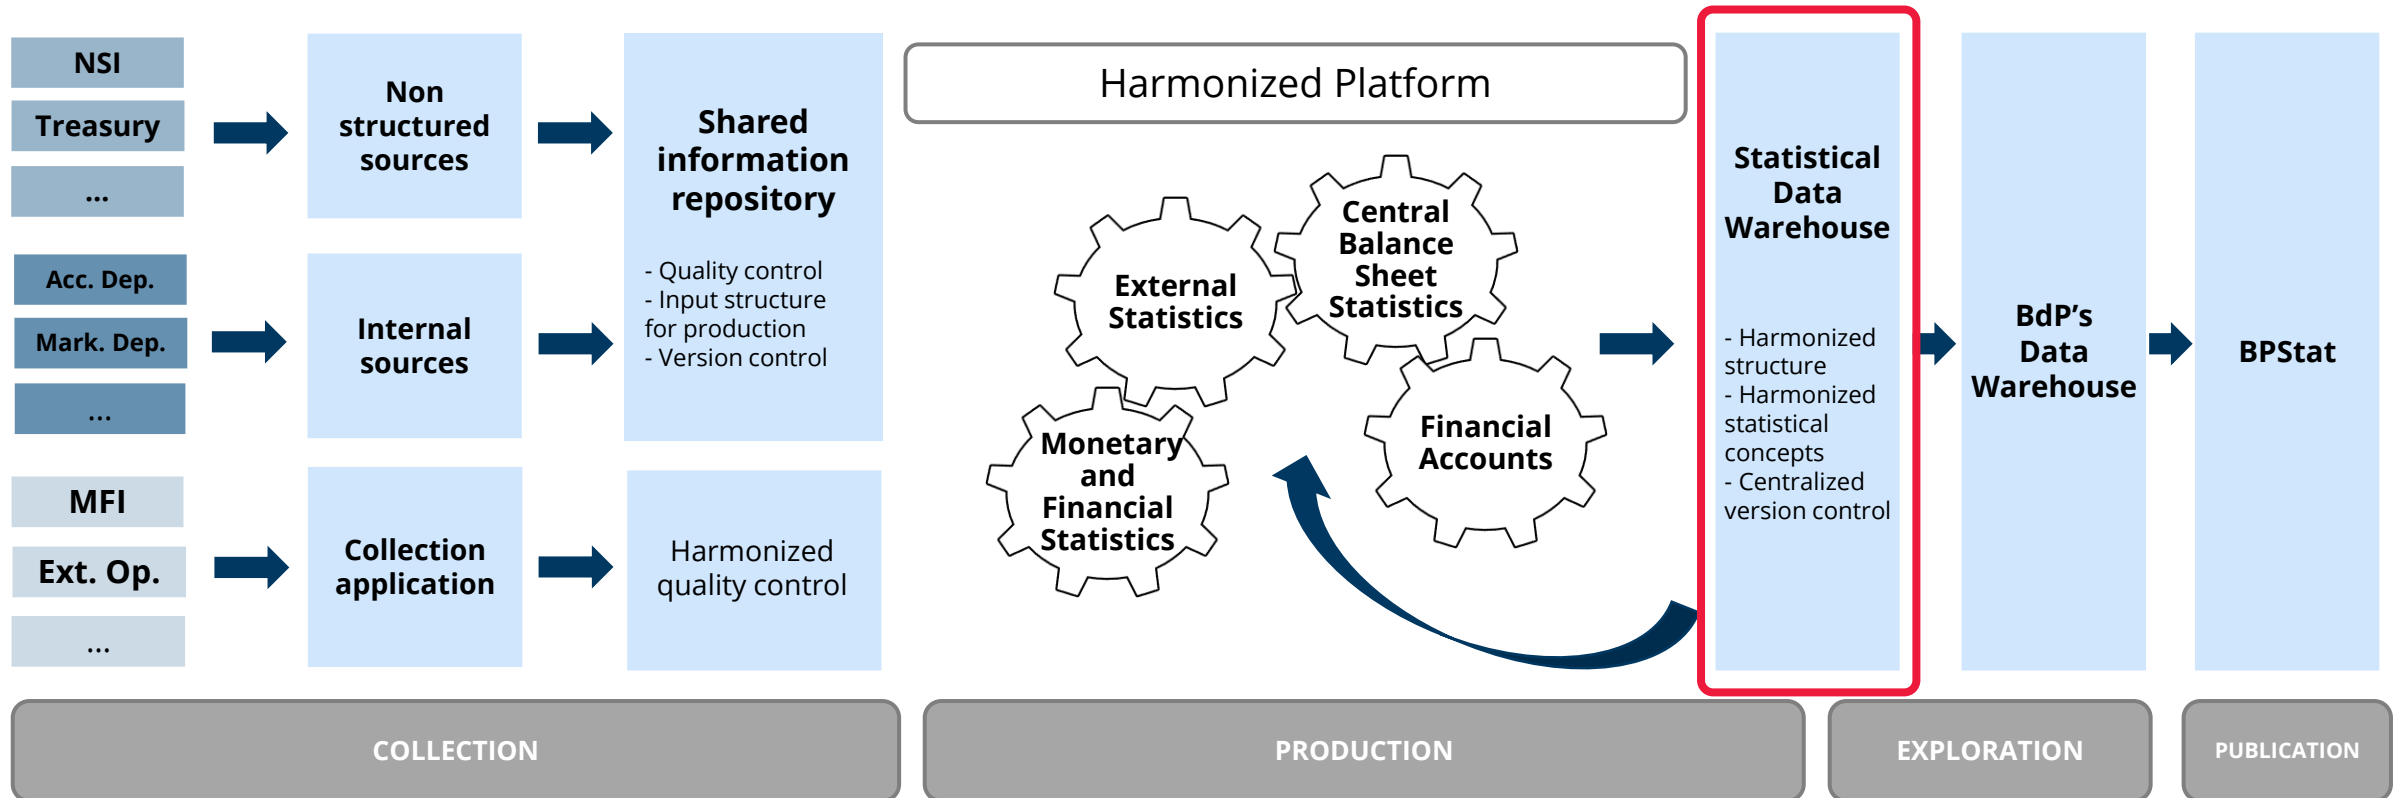 NSI
Treasury
...
Acc. Dep.
Mark. Dep.
...
MFI
Ext. Op.
...
Non
structured
sources
Internal
sources
Collection
application
Shared
information
repository
- Quality control
- Input structure
for production
- Version control
Harmonized
quality control
Harmonized Platform
External
Statistics
Central
Balance
Sheet
Statistics
Monetary
and
Financial
Statistics
Financial
Accounts
Statistical
Data
Warehouse
- Harmonized
structure
- Harmonized
statistical
concepts
- Centralized
version control
BdP’s
Data
Warehouse
BPStat
COLLECTION
PRODUCTION
EXPLORATION
PUBLICATION